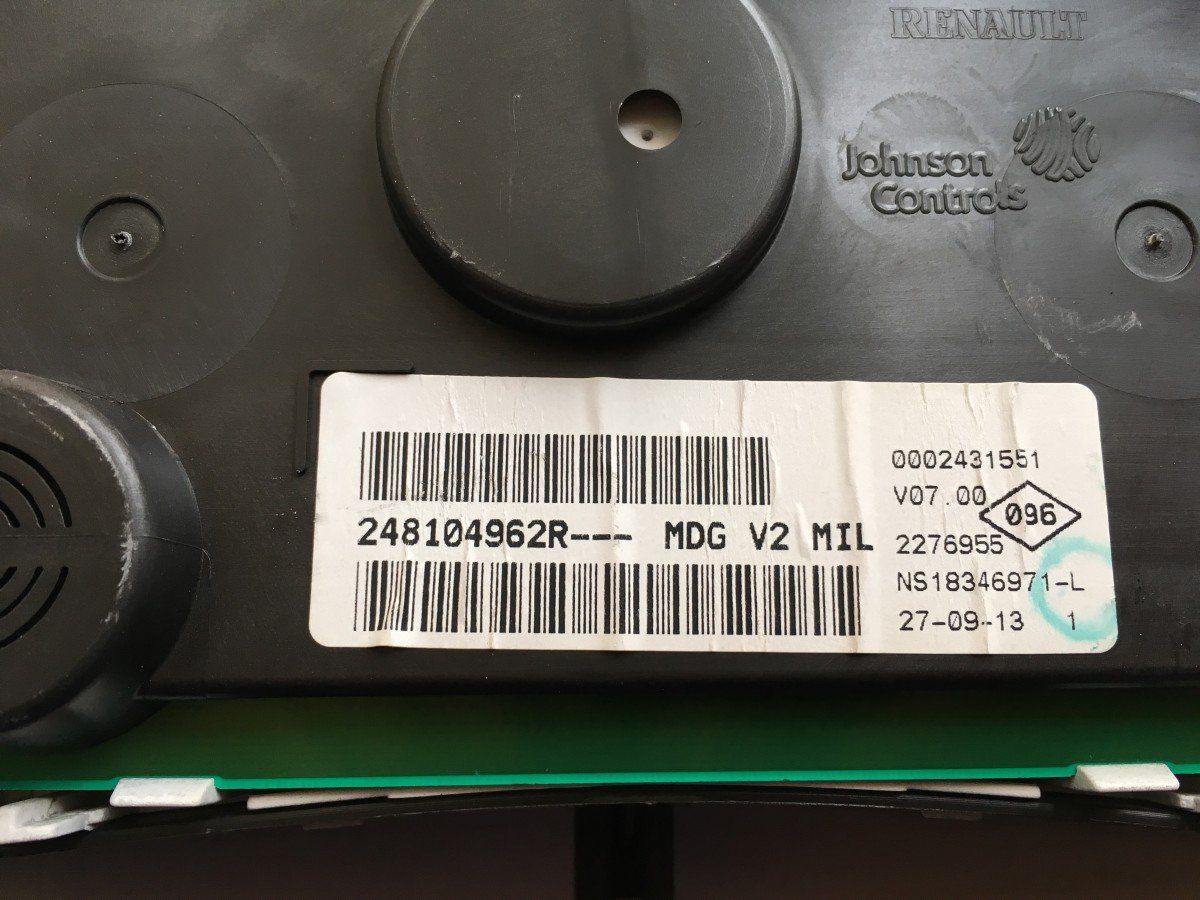 RENAULT
Johnson
Controls
0002431551
V07.00
096
248104962R--- MDG V2 MIL
2276955
NS18346971-L
27-09-13 1